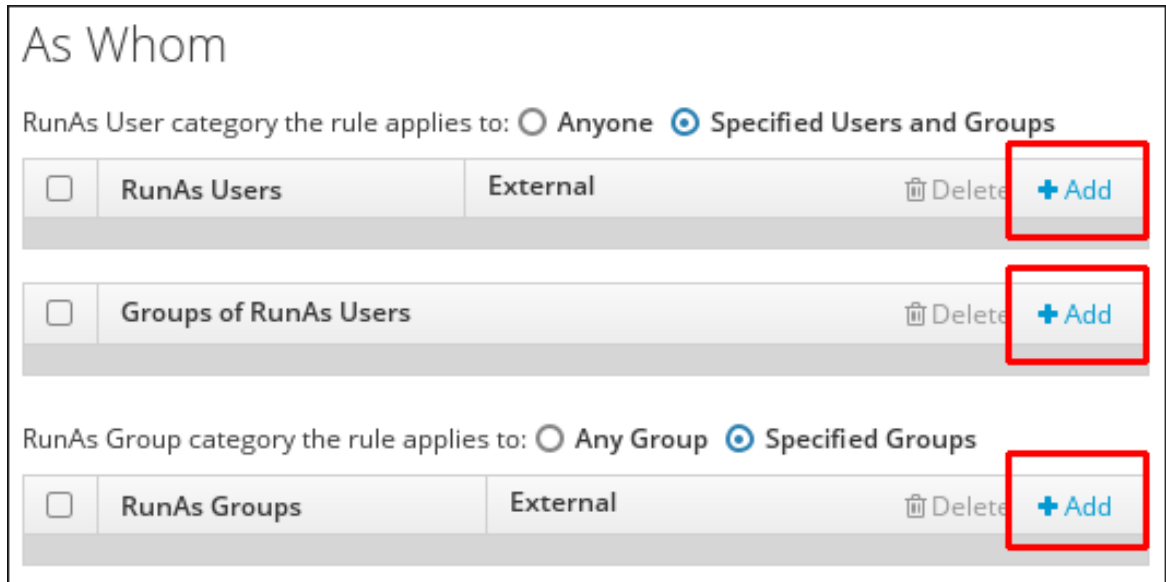 As Whom
RunAs User category the rule applies to: Anyone Specified Users and Groups
RunAs Users External Delete Add
Groups of RunAs Users Delete Add
RunAs Group category the rule applies to: Any Group Specified Groups
RunAs Groups External Delete Add